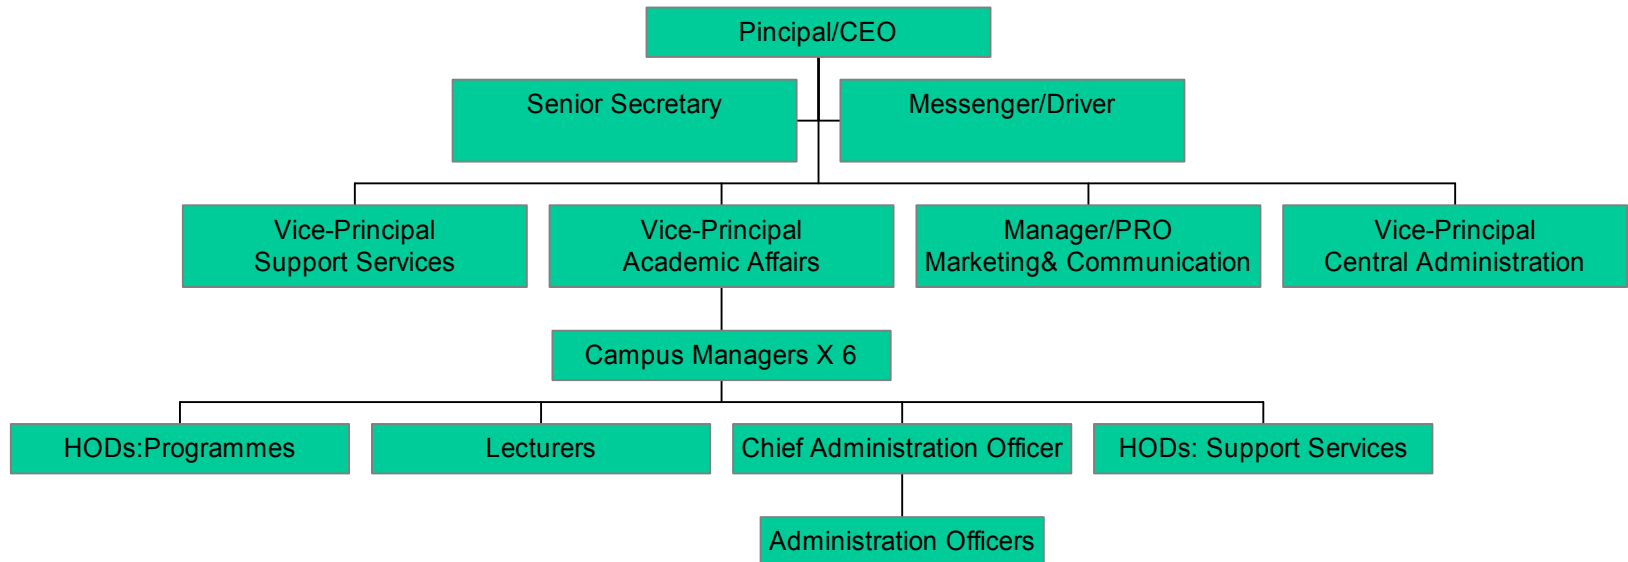 Pincipal/CEO
Senior Secretary
Messenger/Driver
Vice-Principal
Support Services
Vice-Principal
Academic Affairs
Manager/PRO
Marketing& Communication
Vice-Principal
Central Administration
Campus Managers X 6
HODs:Programmes
Lecturers
Chief Administration Officer
HODs: Support Services
Administration Officers